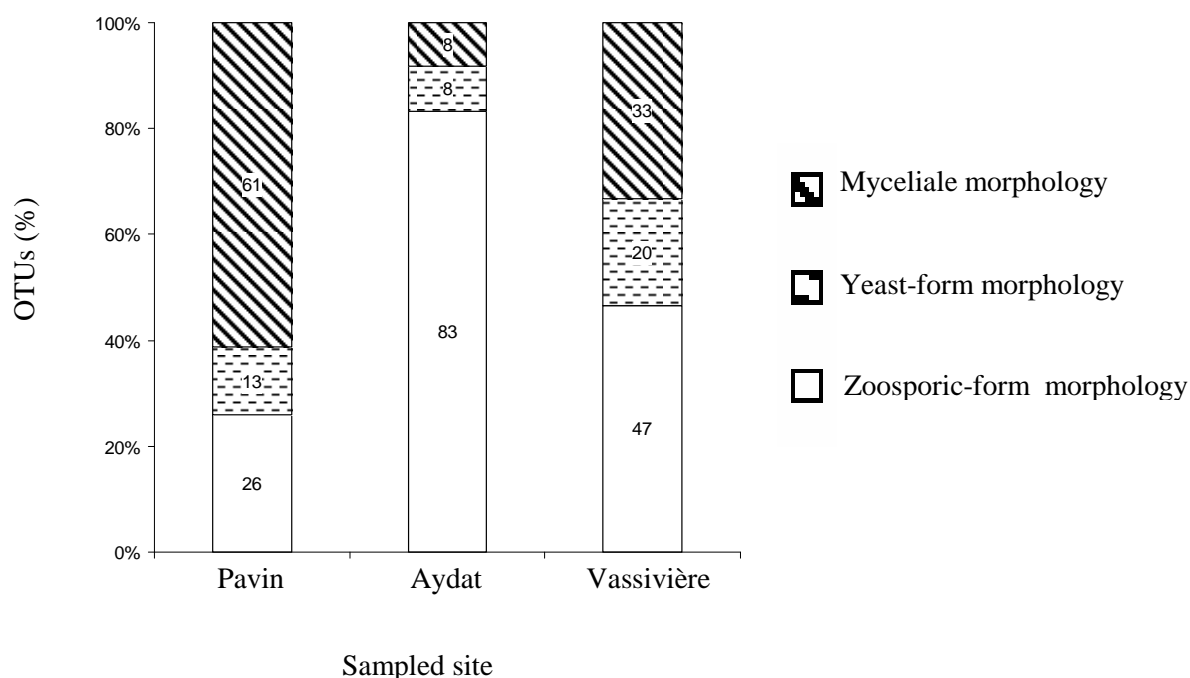 100%
80%
60%
40%
20%
0%
OTUs (%)
61
13
26
8
8
83
33
20
47
Pavin
Aydat
Vassivière
Sampled site
Myceliale morphology
Yeast-form morphology
Zoosporic-form morphology